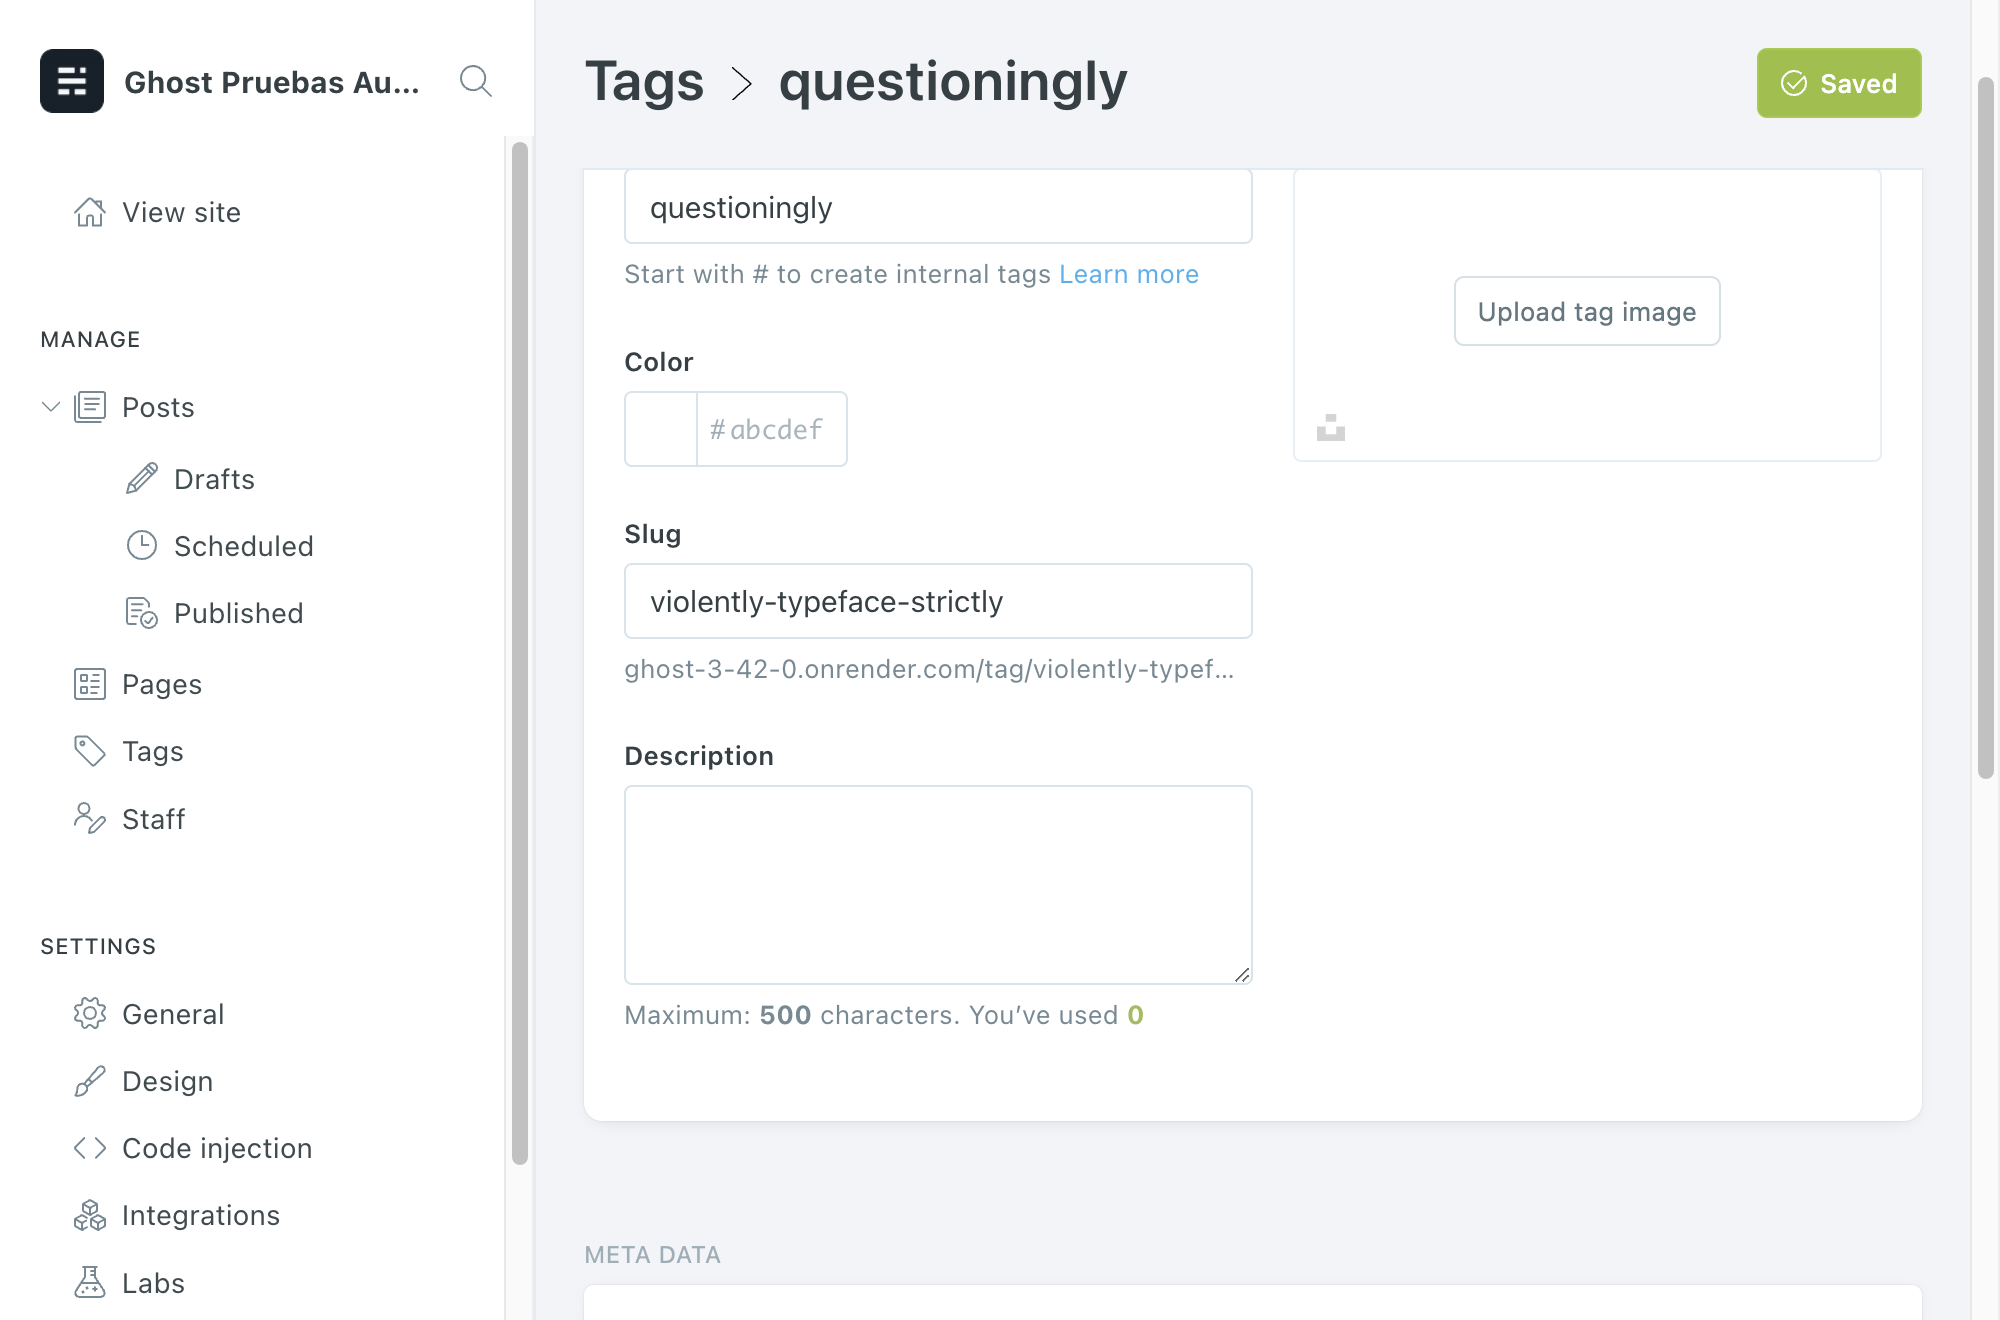 Ghost Pruebas Au...
View site
MANAGE
Posts
Drafts
Scheduled
Published
Pages
Tags
Staff
SETTINGS
General
Design
Code injection
Integrations
Labs
Tags > questioningly
Saved
questioningly
Start with # to create internal tags Learn more
Color
#abcdef
Slug
violently-typeface-strictly
ghost-3-42-0.onrender.com/tag/violently-typef...
Description
Maximum: 500 characters. You’ve used 0
Upload tag image
META DATA